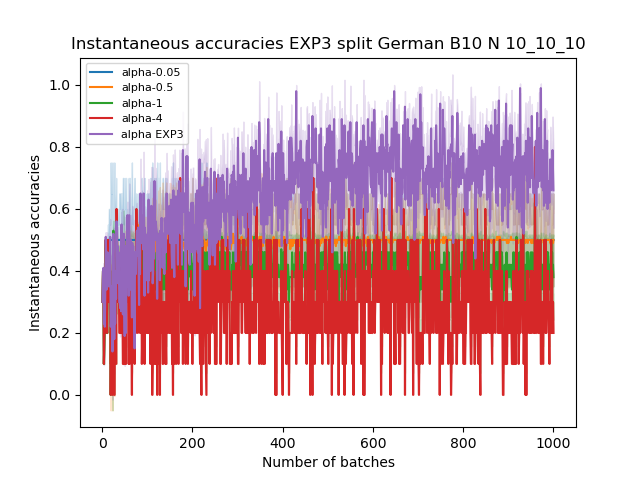 Instantaneous accuracies EXP3 split German B10 N 10_10_10
alpha-0.05
alpha-0.5
alpha-1
alpha-4
alpha EXP3
1.0
0.8
0.6
0.4
0.2
0.0
Instantaneous accuracies
0
200
400
600
800
1000
Number of batches